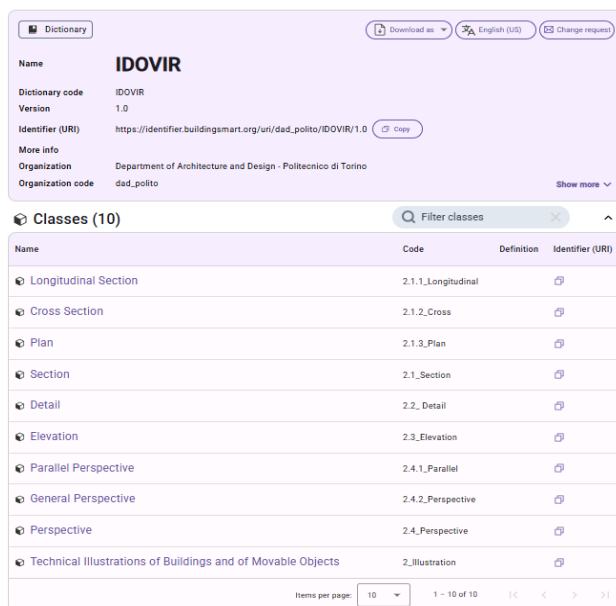 Dictionary
Download as
English (US)
Change request
Name IDOVIR
Dictionary code IDOVIR
Version 1.0
Identifier (URI) https://identifier.buildingsmart.org/uri/dad_polito/IDOVIR/1.0 Copy
More info
Organization Department of Architecture and Design - Politecnico di Torino
Organization code dad_polito
Show more
Classes (10)
Filter classes
Name Code Definition Identifier (URI)
Longitudinal Section 2.1.1_Longitudinal
Cross Section 2.1.2_Cross
Plan 2.1.3_Plan
Section 2.1_Section
Detail 2.2_ Detail
Elevation 2.3_Elevation
Parallel Perspective 2.4.1_Parallel
General Perspective 2.4.2_Perspective
Perspective 2.4_Perspective
Technical Illustrations of Buildings and of Movable Objects 2_Illustration
Items per page: 10 1 – 10 of 10